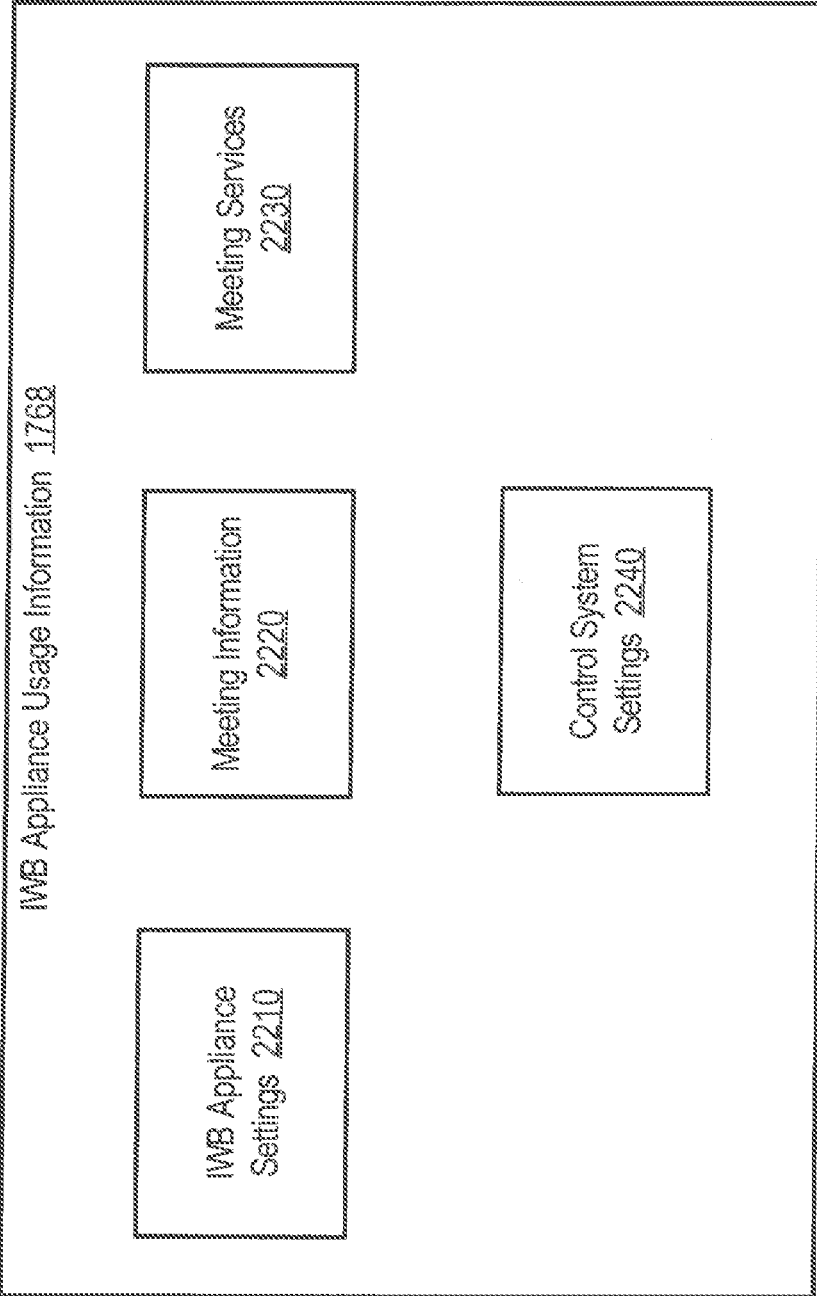 IWB Appliance Usage Information 1768
IWB Appliance
Settings 2210
Meeting Information
2220
Meeting Services
2230
Control System
Settings 2240